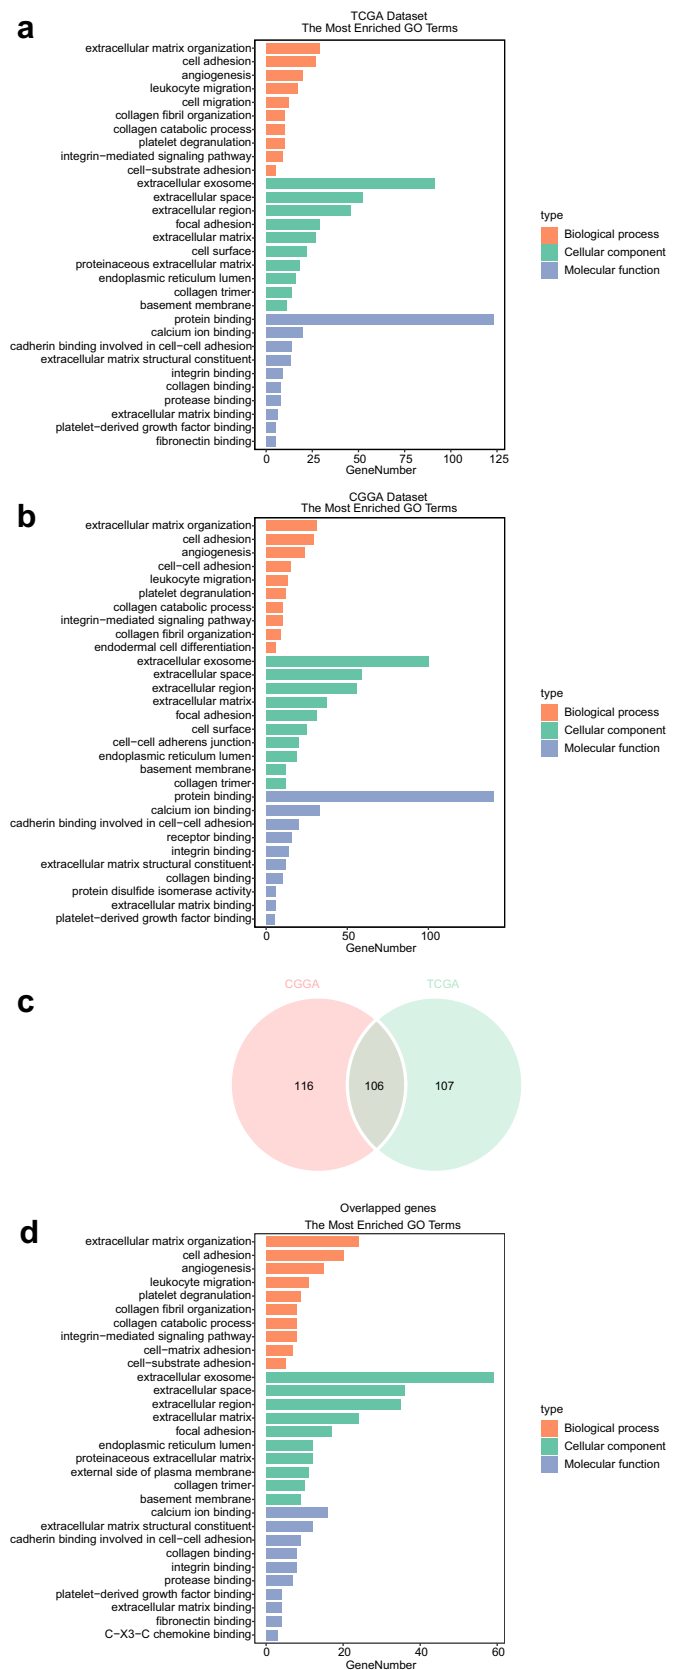 a
TCGA Dataset
The Most Enriched GO Terms
extracellular matrix organization
cell adhesion
angiogenesis
leukocyte migration
cell migration
collagen fibril organization
collagen catabolic process
platelet degranulation
integrin-mediated signaling pathway
cell-substrate adhesion
extracellular exosome
extracellular space
extracellular region
focal adhesion
extracellular matrix
cell surface
proteinaceous extracellular matrix
endoplasmic reticulum lumen
collagen trimer
basement membrane
protein binding
calcium ion binding
cadherin binding involved in cell-cell adhesion
extracellular matrix structural constituent
integrin binding
collagen binding
protease binding
extracellular matrix binding
platelet-derived growth factor binding
fibronectin binding
0 25 50 75 100 125
GeneNumber
type
Biological process
Cellular component
Molecular function
b
CGGA Dataset
The Most Enriched GO Terms
extracellular matrix organization
cell adhesion
angiogenesis
cell−cell adhesion
leukocyte migration
platelet degranulation
collagen catabolic process
integrin-mediated signaling pathway
collagen fibril organization
endodermal cell differentiation
extracellular exosome
extracellular space
extracellular region
extracellular matrix
focal adhesion
cell surface
cell−cell adherens junction
endoplasmic reticulum lumen
basement membrane
collagen trimer
protein binding
calcium ion binding
cadherin binding involved in cell−cell adhesion
receptor binding
integrin binding
extracellular matrix structural constituent
collagen binding
protein disulfide isomerase activity
extracellular matrix binding
platelet-derived growth factor binding
0 50 100
GeneNumber
type
Biological process
Cellular component
Molecular function
c
CGGA TCGA
116 106 107
d
Overlapped genes
The Most Enriched GO Terms
extracellular matrix organization
cell adhesion
angiogenesis
leukocyte migration
platelet degranulation
collagen fibril organization
collagen catabolic process
integrin-mediated signaling pathway
cell−matrix adhesion
cell−substrate adhesion
extracellular exosome
extracellular space
extracellular region
extracellular matrix
focal adhesion
endoplasmic reticulum lumen
proteinaceous extracellular matrix
external side of plasma membrane
collagen trimer
basement membrane
calcium ion binding
extracellular matrix structural constituent
cadherin binding involved in cell−cell adhesion
collagen binding
integrin binding
protease binding
platelet-derived growth factor binding
extracellular matrix binding
fibronectin binding
C−X3−C chemokine binding
0 20 40 60
GeneNumber
type
Biological process
Cellular component
Molecular function